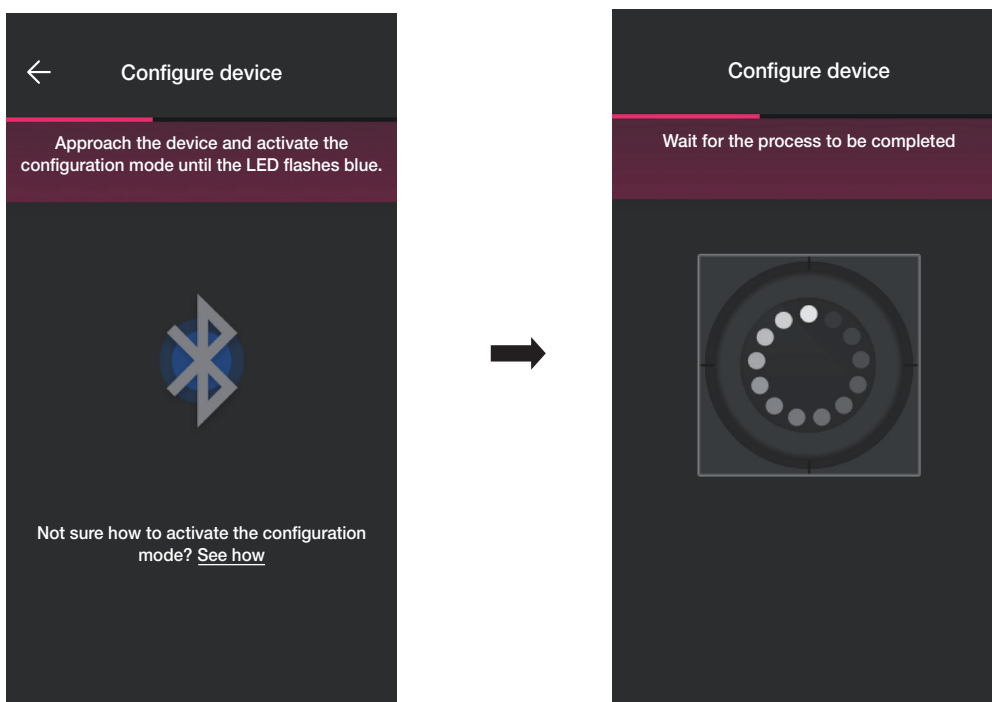 Configure device
Approach the device and activate the
configuration mode until the LED flashes blue.
Not sure how to activate the configuration
mode? See how
Configure device
Wait for the process to be completed